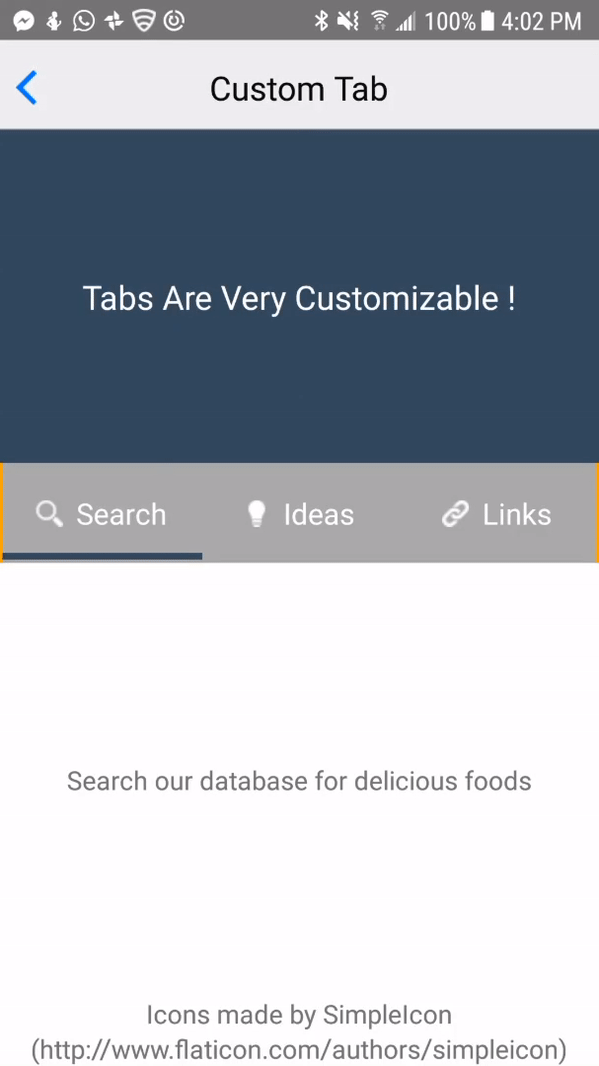 100% 4:02 PM
Custom Tab
Tabs Are Very Customizable !
Search Ideas Links
Search our database for delicious foods
Icons made by SimpleIcon
(http://www.flaticon.com/authors/simpleicon)